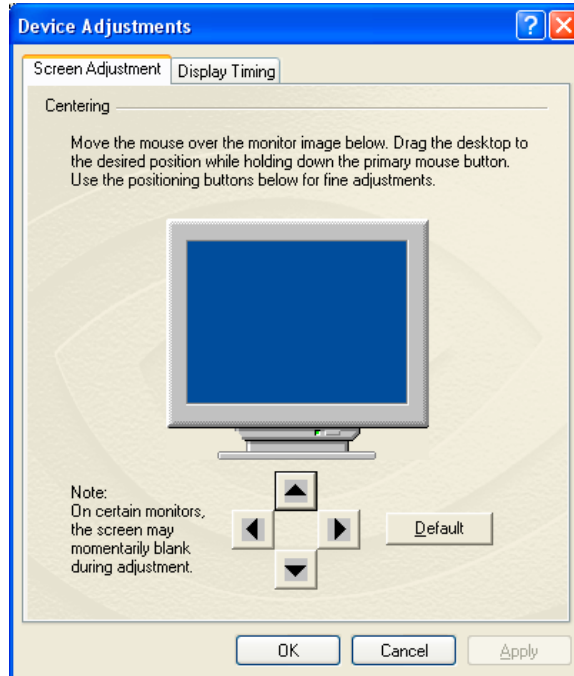 Device Adjustments
Screen Adjustment Display Timing
Centering
Move the mouse over the monitor image below. Drag the desktop to
the desired position while holding down the primary mouse button.
Use the positioning buttons below for fine adjustments.
Note:
On certain monitors,
the screen may
momentarily blank
during adjustment.
Default
OK Cancel Apply